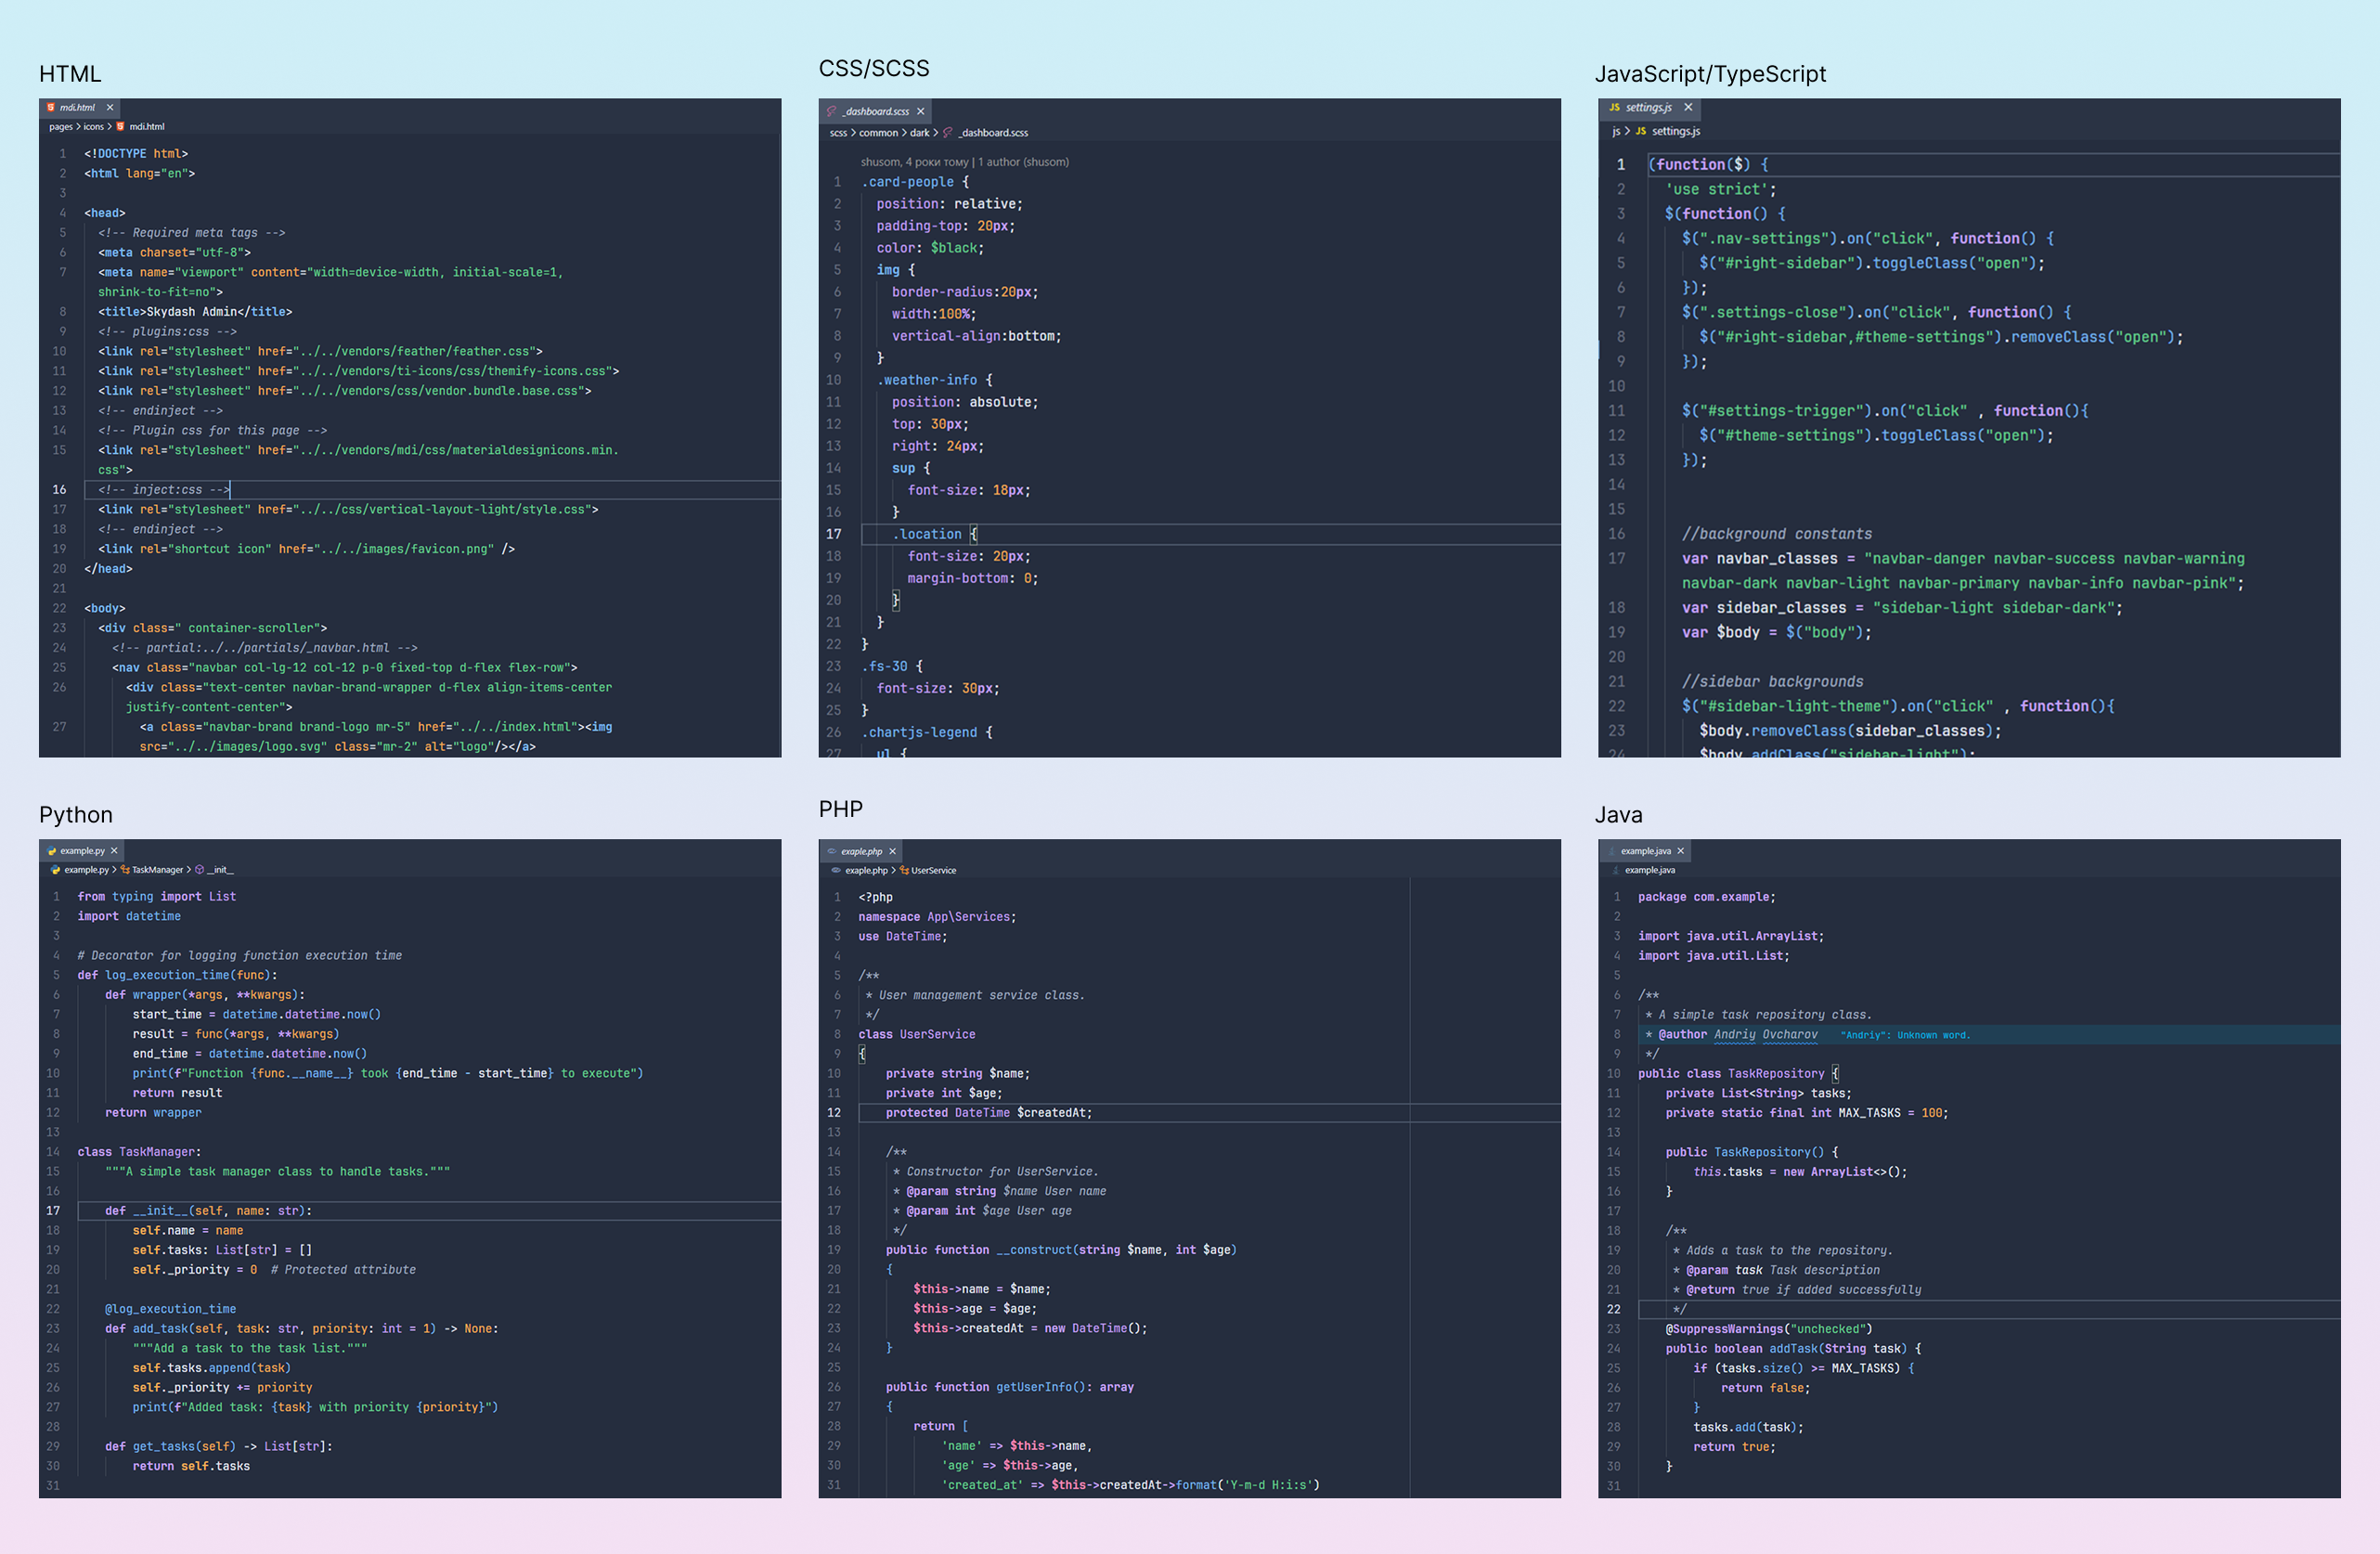 HTML
mdi.html
pages > icons > mdi.html
1 <!DOCTYPE html>
2 <html lang="en">
3
4 <head>
5 <!-- Required meta tags -->
6 <meta charset="utf-8">
7 <meta name="viewport" content="width=device-width, initial-scale=1,
shrink-to-fit=no">
8 <title>Skydash Admin</title>
9 <!-- plugins:css -->
10 <link rel="stylesheet" href="../../vendors/feather/feather.css">
11 <link rel="stylesheet" href="../../vendors/ti-icons/css/themify-icons.css">
12 <link rel="stylesheet" href="../../vendors/css/vendor.bundle.base.css">
13 <!-- endinject -->
14 <!-- Plugin css for this page -->
15 <link rel="stylesheet" href="../../vendors/mdi/css/materialdesignicons.min.
css">
16 <!-- inject:css -->
17 <link rel="stylesheet" href="../../css/vertical-layout-light/style.css">
18 <!-- endinject -->
19 <link rel="shortcut icon" href="../../images/favicon.png" />
20 </head>
21
22 <body>
23 <div class=" container-scroller">
24 <!-- partial:../../partials/_navbar.html -->
25 <nav class="navbar col-lg-12 col-12 p-0 fixed-top d-flex flex-row">
26 <div class="text-center navbar-brand-wrapper d-flex align-items-center
justify-content-center">
27 <a class="navbar-brand brand-logo mr-5" href="../../index.html"><img
src="../../images/logo.svg" class="mr-2" alt="logo"/></a>
CSS/SCSS
_dashboard.scss
scss > common > dark > _dashboard.scss
shusom, 4 роки тому | 1 author (shusom)
1 .card-people {
2 position: relative;
3 padding-top: 20px;
4 color: $black;
5 img {
6 border-radius:20px;
7 width:100%;
8 vertical-align:bottom;
9 }
10 .weather-info {
11 position: absolute;
12 top: 30px;
13 right: 24px;
14 sup {
15 font-size: 18px;
16 }
17 .location {
18 font-size: 20px;
19 margin-bottom: 0;
20 }
21 }
22 }
23 .fs-30 {
24 font-size: 30px;
25 }
26 .chartjs-legend {
27 ul {
JavaScript/TypeScript
JS settings.js
js > JS settings.js
1 (function($) {
2 'use strict';
3 $(function() {
4 $(".nav-settings").on("click", function() {
5 $("#right-sidebar").toggleClass("open");
6 });
7 $(".settings-close").on("click", function() {
8 $("#right-sidebar,#theme-settings").removeClass("open");
9 });
10
11 $("#settings-trigger").on("click" , function(){
12 $("#theme-settings").toggleClass("open");
13 });
14
15
16 //background constants
17 var navbar_classes = "navbar-danger navbar-success navbar-warning
navbar-dark navbar-light navbar-primary navbar-info navbar-pink";
18 var sidebar_classes = "sidebar-light sidebar-dark";
19 var $body = $("body");
20
21 //sidebar backgrounds
22 $("#sidebar-light-theme").on("click" , function(){
23 $body.removeClass(sidebar_classes);
24 $body.addClass("sidebar-light");
Python
example.py
example.py > TaskManager > __init__
1 from typing import List
2 import datetime
3
4 # Decorator for logging function execution time
5 def log_execution_time(func):
6 def wrapper(*args, **kwargs):
7 start_time = datetime.datetime.now()
8 result = func(*args, **kwargs)
9 end_time = datetime.datetime.now()
10 print(f"Function {func.__name__} took {end_time - start_time} to execute")
11 return result
12 return wrapper
13
14 class TaskManager:
15 """A simple task manager class to handle tasks."""
16
17 def __init__(self, name: str):
18 self.name = name
19 self.tasks: List[str] = []
20 self._priority = 0 # Protected attribute
21
22 @log_execution_time
23 def add_task(self, task: str, priority: int = 1) -> None:
24 """Add a task to the task list."""
25 self.tasks.append(task)
26 self._priority += priority
27 print(f"Added task: {task} with priority {priority}")
28
29 def get_tasks(self) -> List[str]:
30 return self.tasks
31
PHP
exaple.php
exaple.php > UserService
1 <?php
2 namespace App\Services;
3 use DateTime;
4
5 /**
6 * User management service class.
7 */
8 class UserService
9 {
10 private string $name;
11 private int $age;
12 protected DateTime $createdAt;
13
14 /**
15 * Constructor for UserService.
16 * @param string $name User name
17 * @param int $age User age
18 */
19 public function __construct(string $name, int $age)
20 {
21 $this->name = $name;
22 $this->age = $age;
23 $this->createdAt = new DateTime();
24 }
25
26 public function getUserInfo(): array
27 {
28 return [
29 'name' => $this->name,
30 'age' => $this->age,
31 'created_at' => $this->createdAt->format('Y-m-d H:i:s')
Java
example.java
example.java
1 package com.example;
2
3 import java.util.ArrayList;
4 import java.util.List;
5
6 /**
7 * A simple task repository class.
8 * @author Andriy Ovcharov "Andriy": Unknown word.
9 */
10 public class TaskRepository {
11 private List<String> tasks;
12 private static final int MAX_TASKS = 100;
13
14 public TaskRepository() {
15 this.tasks = new ArrayList<>();
16 }
17
18 /**
19 * Adds a task to the repository.
20 * @param task Task description
21 * @return true if added successfully
22 */
23 @SuppressWarnings("unchecked")
24 public boolean addTask(String task) {
25 if (tasks.size() >= MAX_TASKS) {
26 return false;
27 }
28 tasks.add(task);
29 return true;
30 }
31